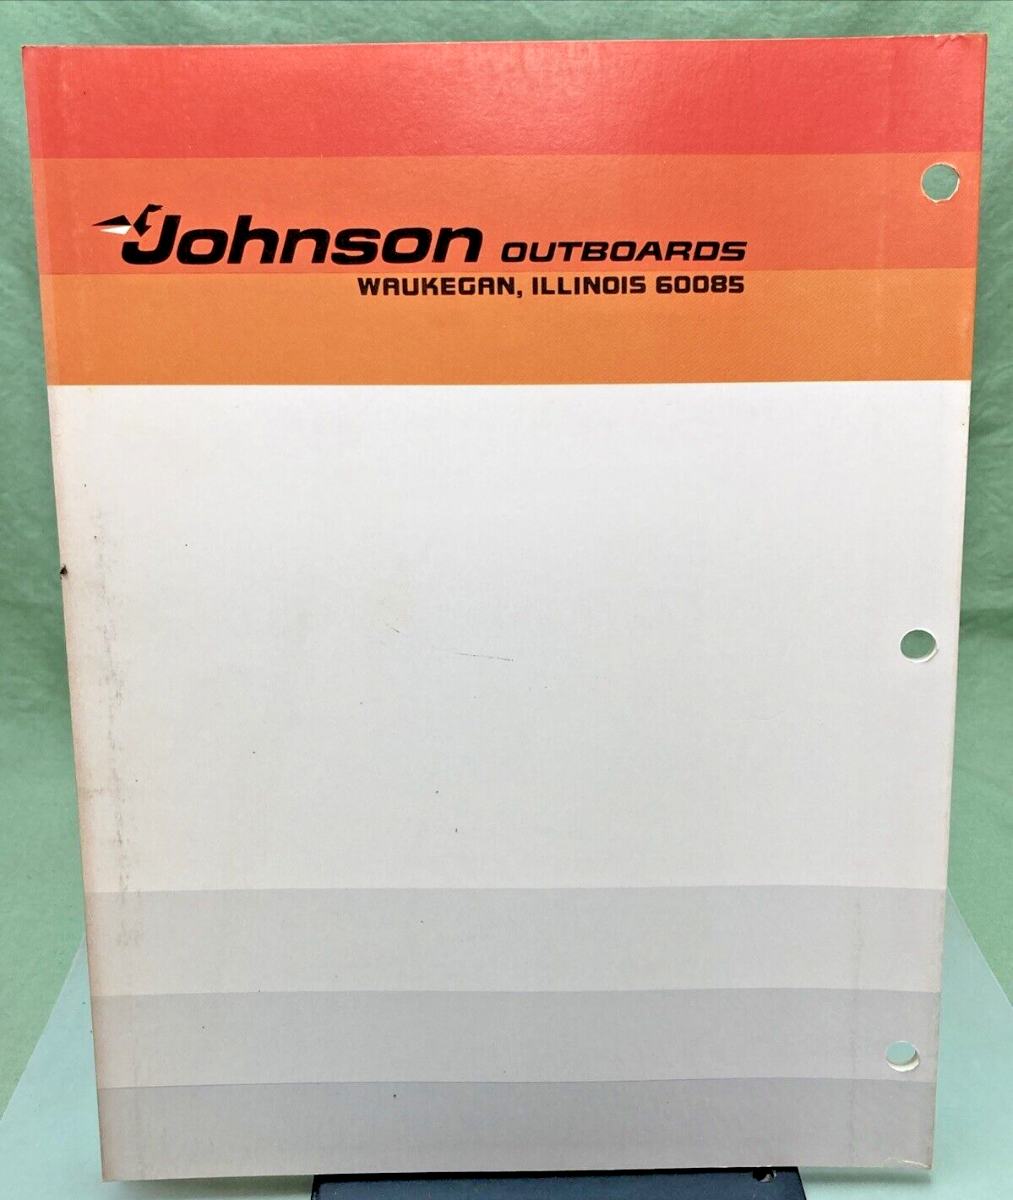 Johnson OUTBOARDS
WAUKEGAN, ILLINOIS 60085